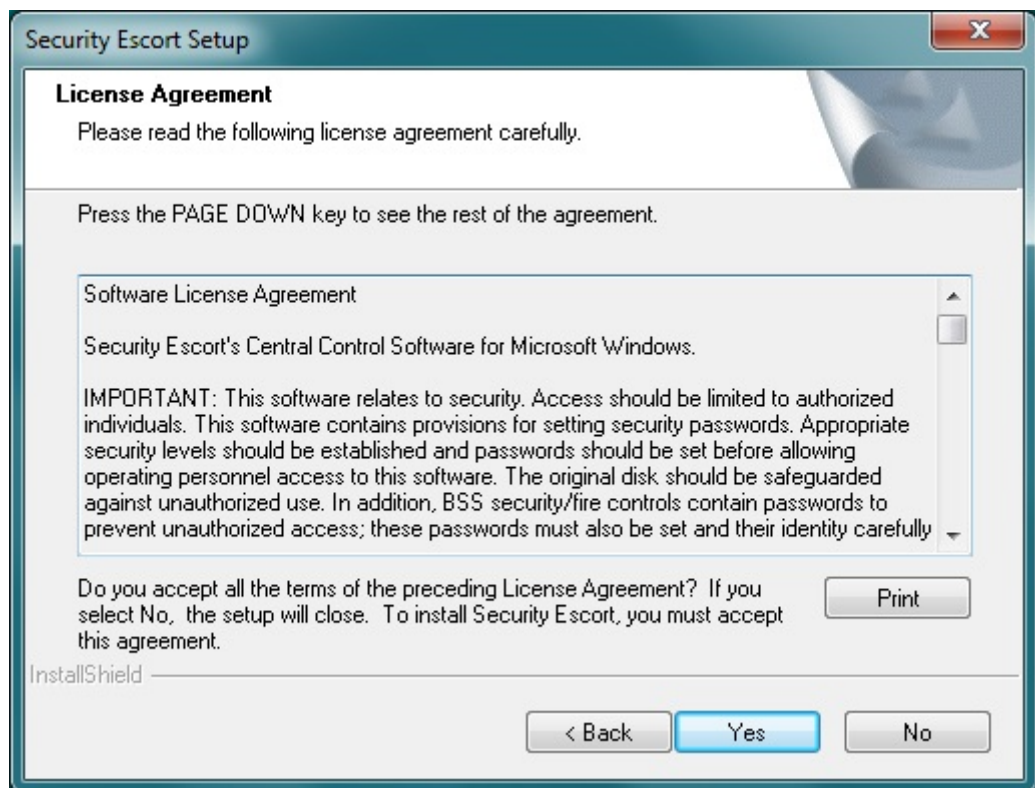 Security Escort Setup
License Agreement
Please read the following license agreement carefully.
Press the PAGE DOWN key to see the rest of the agreement.
Software License Agreement
Security Escort's Central Control Software for Microsoft Windows.
IMPORTANT: This software relates to security. Access should be limited to authorized
individuals. This software contains provisions for setting security passwords. Appropriate
security levels should be established and passwords should be set before allowing
operating personnel access to this software. The original disk should be safeguarded
against unauthorized use. In addition, BSS security/fire controls contain passwords to
prevent unauthorized access; these passwords must also be set and their identity carefully
Do you accept all the terms of the preceding License Agreement?  If you
select No,  the setup will close.  To install Security Escort, you must accept
this agreement.
Print
InstallShield
< Back
Yes
No